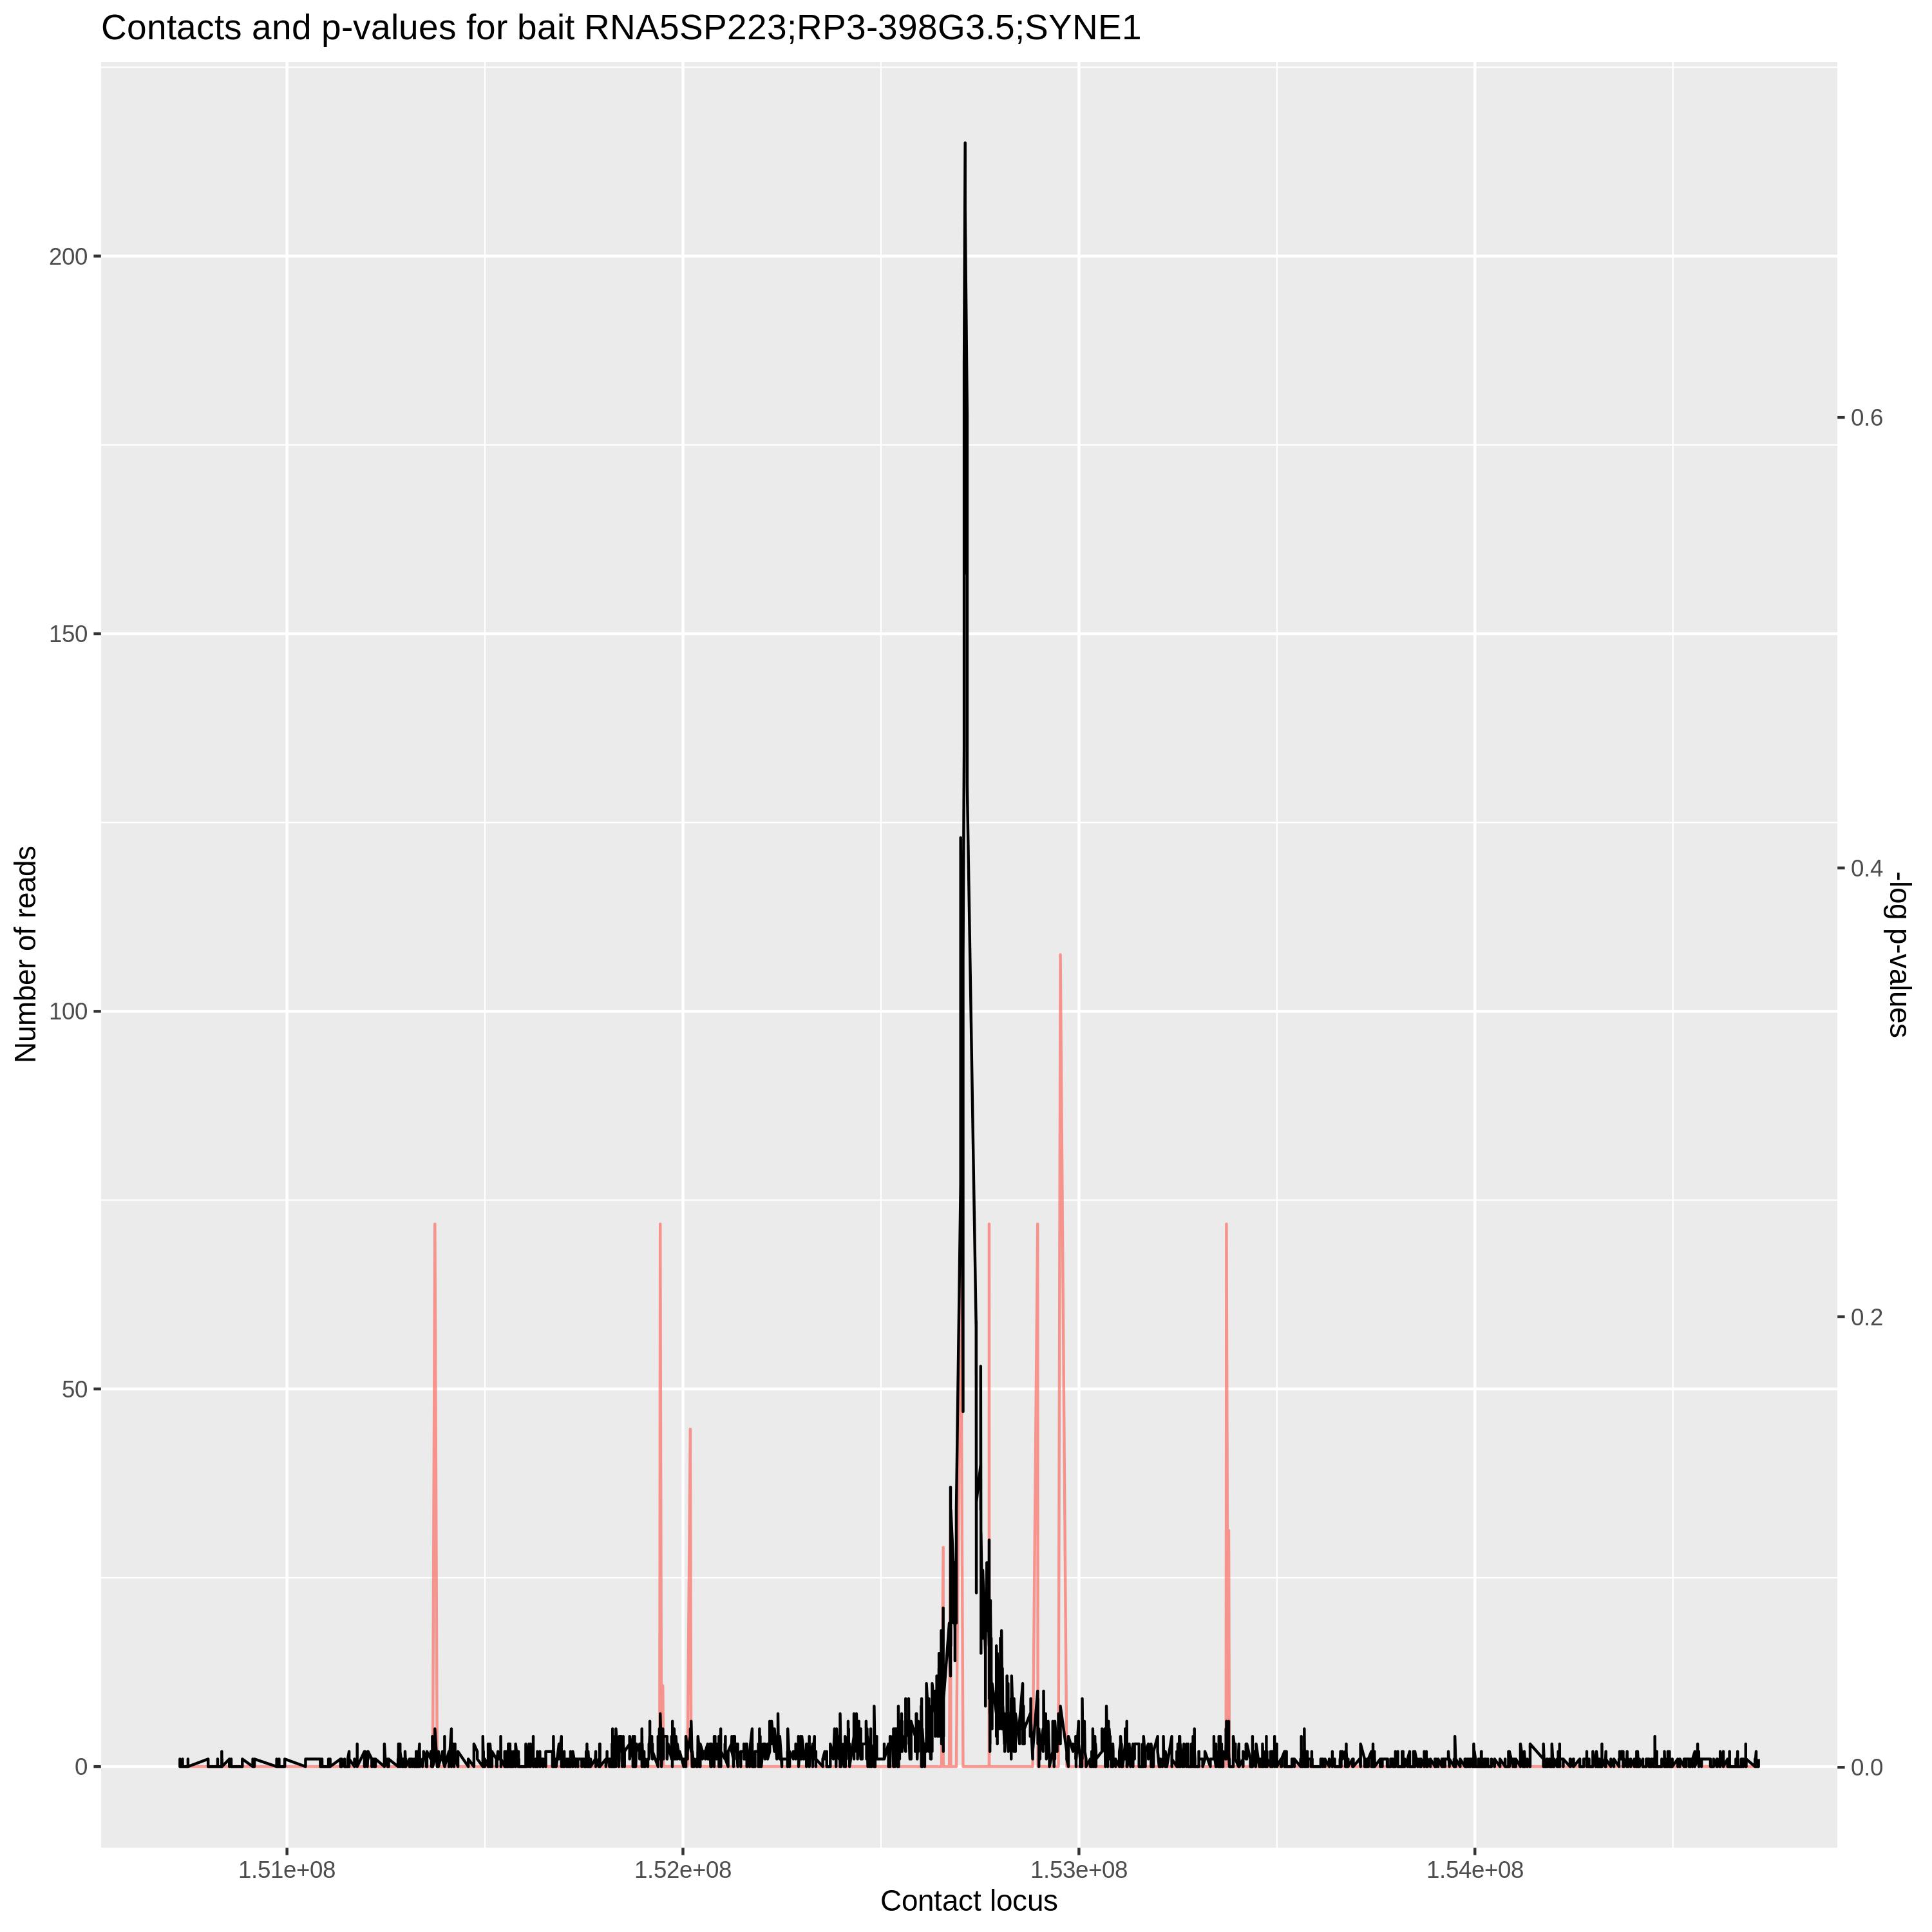 Contacts and p-values for bait RNA5SP223;RP3-398G3.5;SYNE1
Number of reads
200
150
100
50
0
0.6
0.4
0.2
0.0
-log p-values
1.51e+08
1.52e+08
1.53e+08
1.54e+08
Contact locus